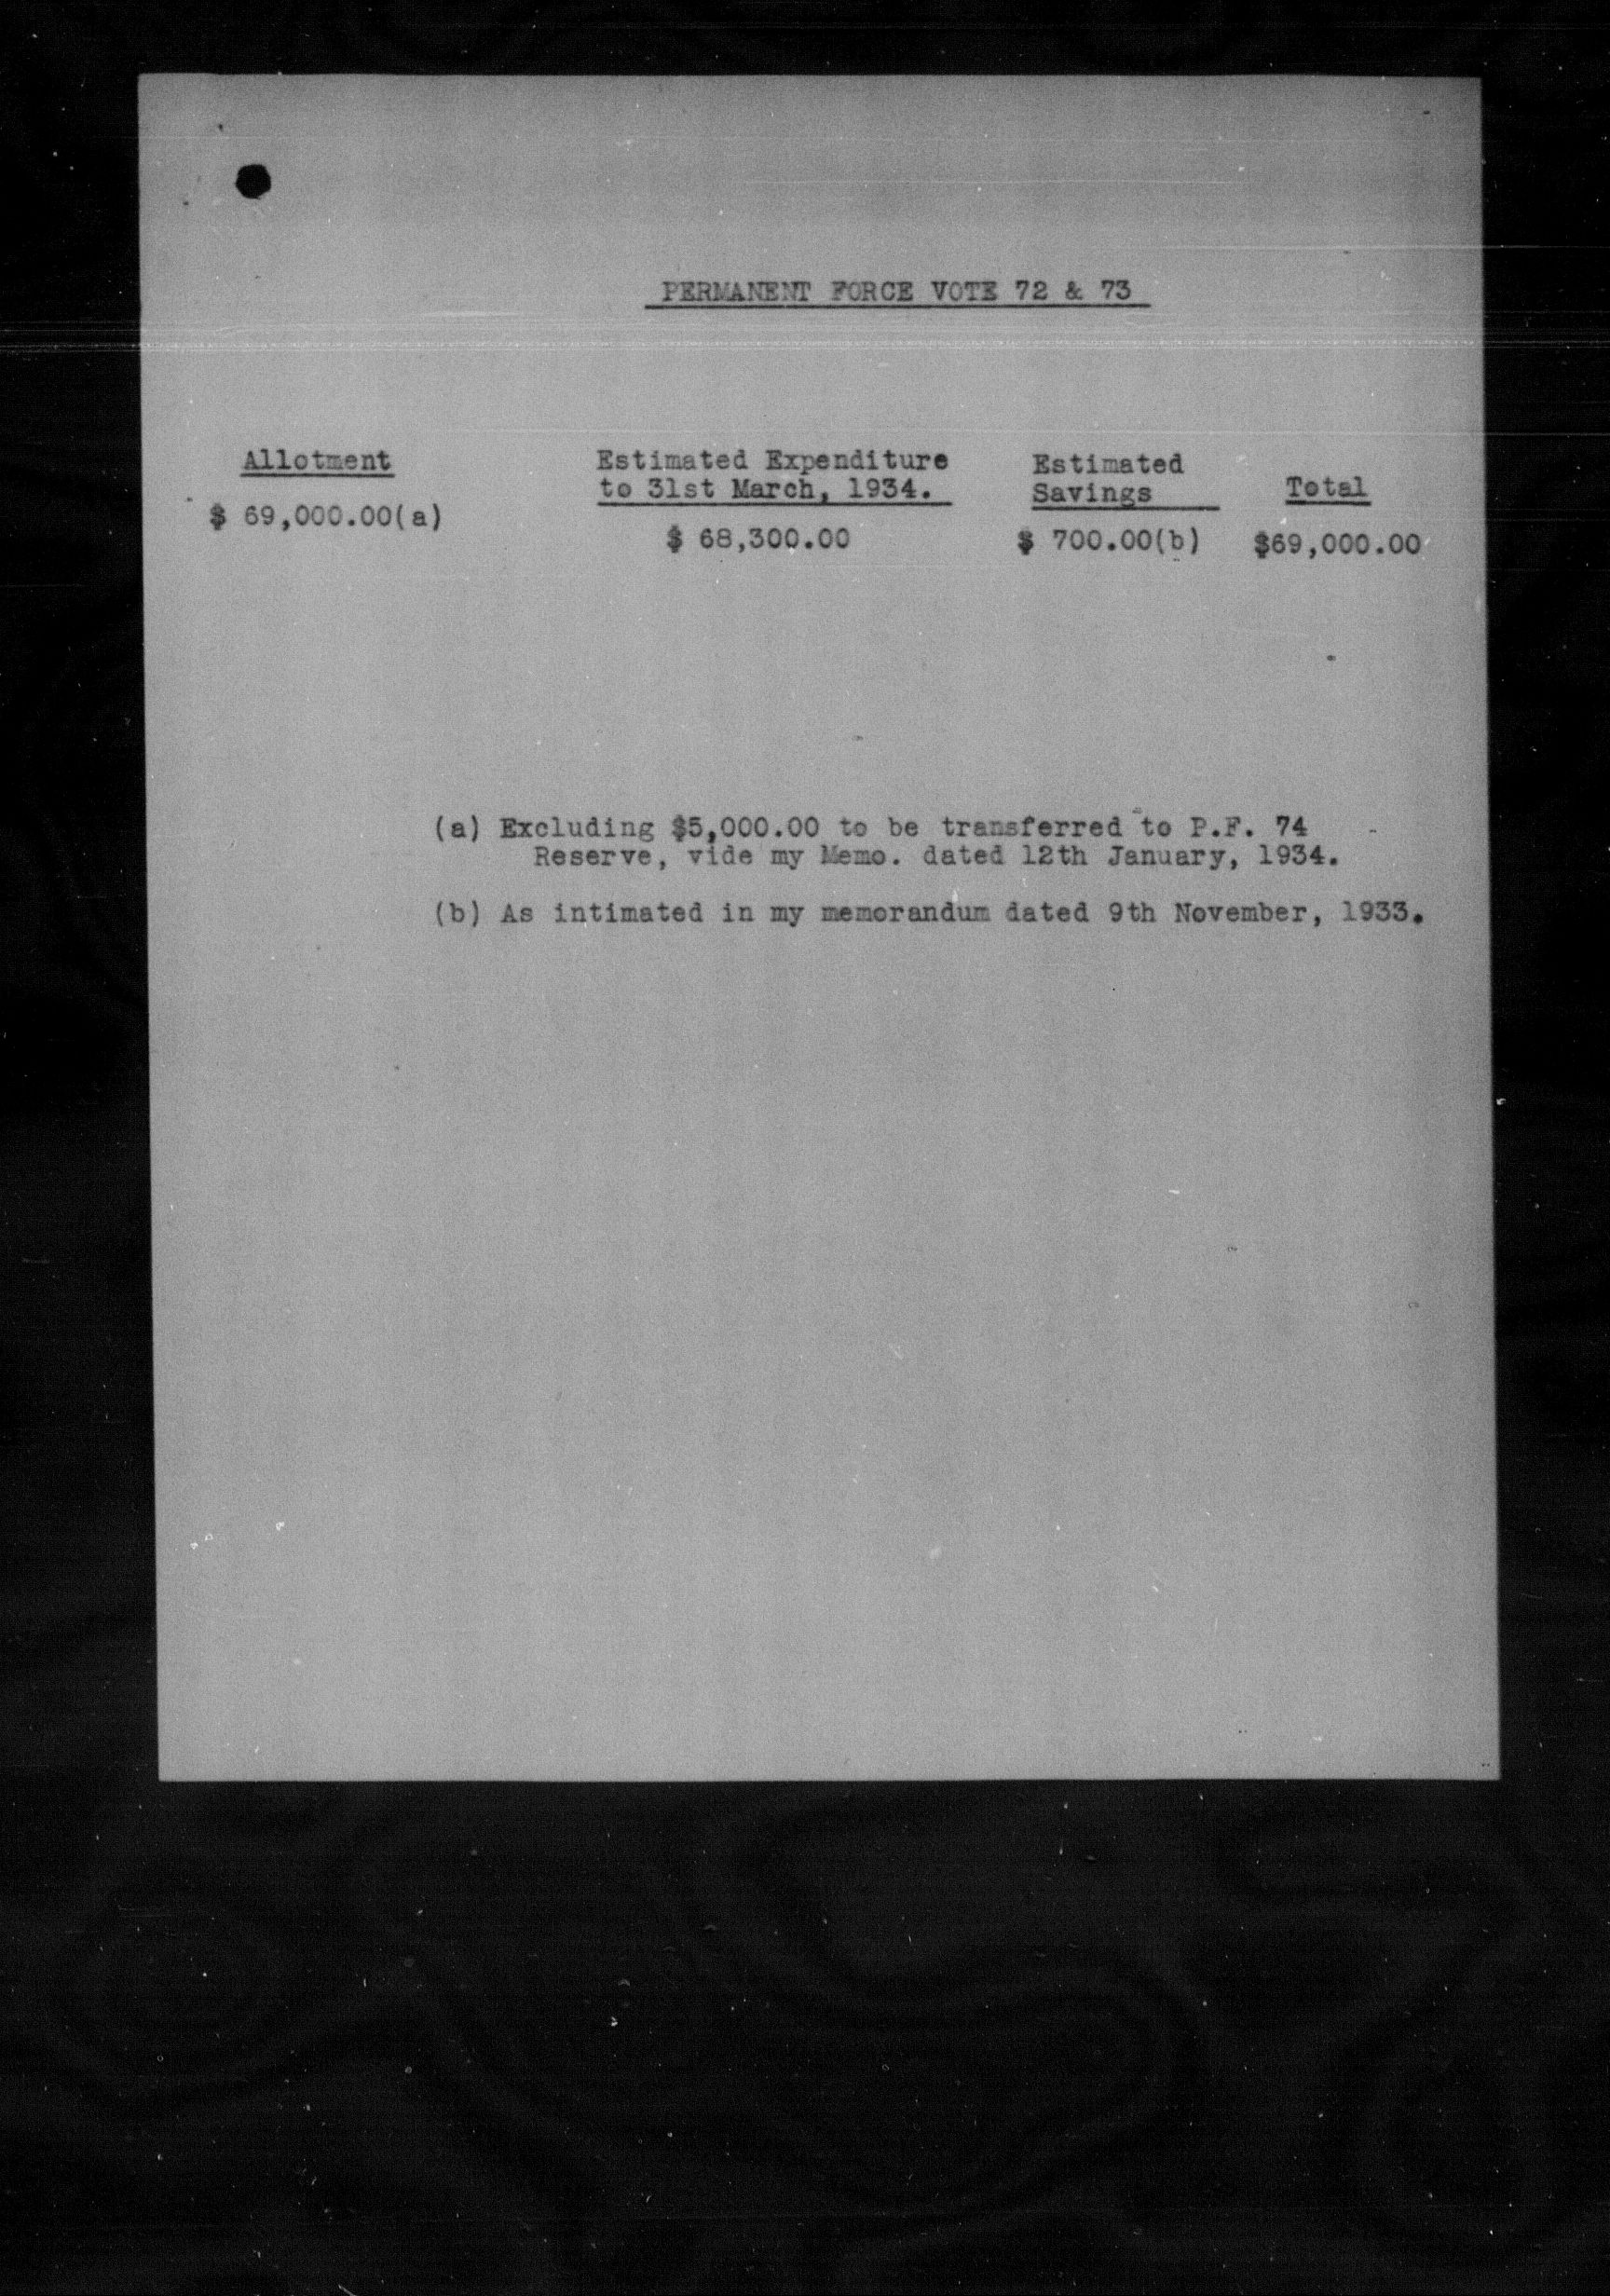 PERMANENT FORCE VOTE 72 & 73
Allotment
$ 69,000.00(a)
Estimated Expenditure
to 31st March, 1934.
$ 68,300.00
Estimated
Savings
$ 700.00(b)
Total
$69,000.00
(a) Excluding $5,000.00 to be transferred to P.F. 74
Reserve, vide my Memo. dated 12th January, 1934.
(b) As intimated in my memorandum dated 9th November, 1933.